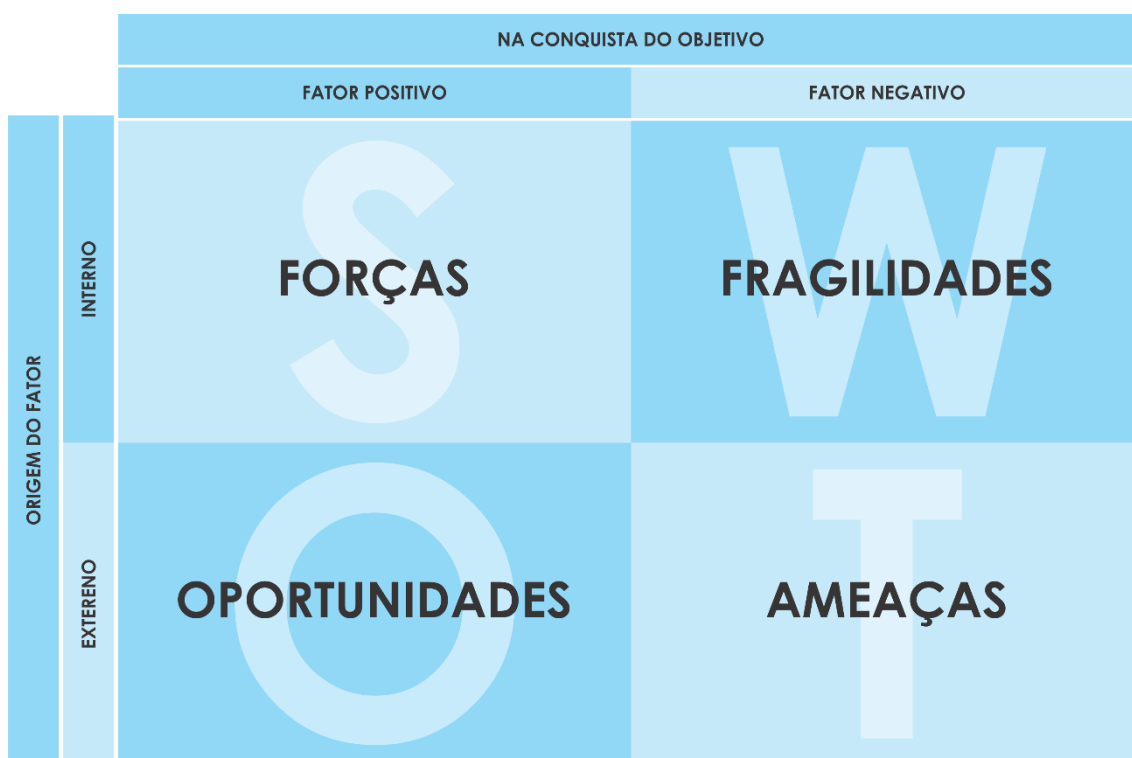 NA CONQUISTA DO OBJETIVO
FATOR POSITIVO
FATOR NEGATIVO
ORIGEM DO FATOR
INTERNO
S
FORÇAS
W
FRAGILIDADES
EXTERENO
O
OPORTUNIDADES
T
AMEAÇAS